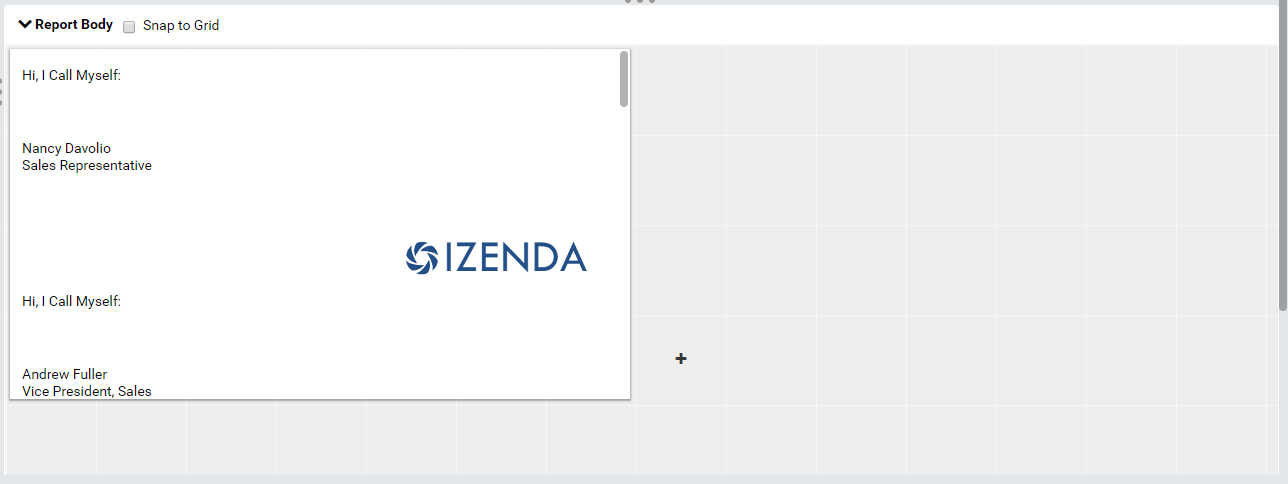 Report Body
Snap to Grid
Hi, I Call Myself:
Nancy Davolio
Sales Representative
IZENDA
Hi, I Call Myself:
Andrew Fuller
Vice President, Sales